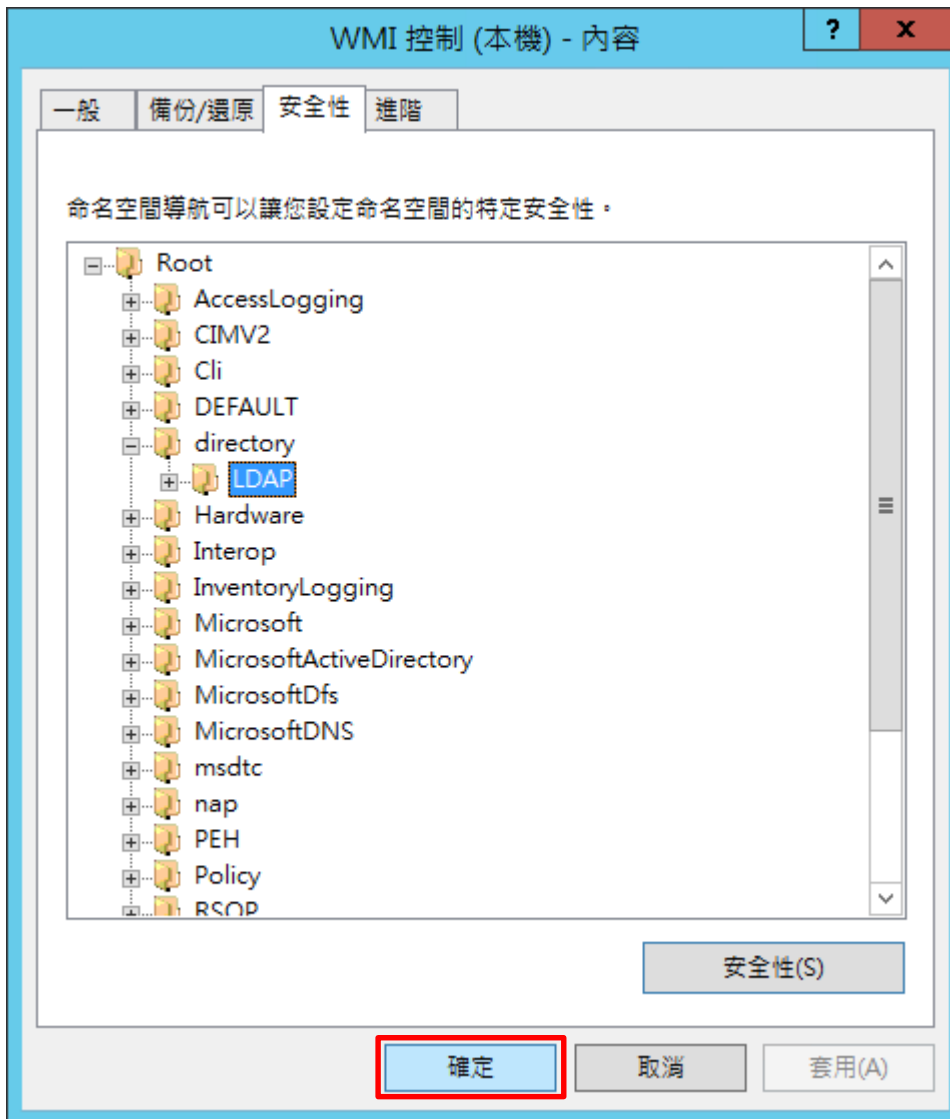 WMI 控制 (本機) - 內容
? x
一般 備份/還原 安全性 進階
命名空間導航可以讓您設定命名空間的特定安全性。
Root
AccessLogging
CIMV2
Cli
DEFAULT
directory
LDAP
Hardware
Interop
InventoryLogging
Microsoft
MicrosoftActiveDirectory
MicrosoftDfs
MicrosoftDNS
msdtc
nap
PEH
Policy
RSOP
安全性(S)
確定 取消 套用(A)